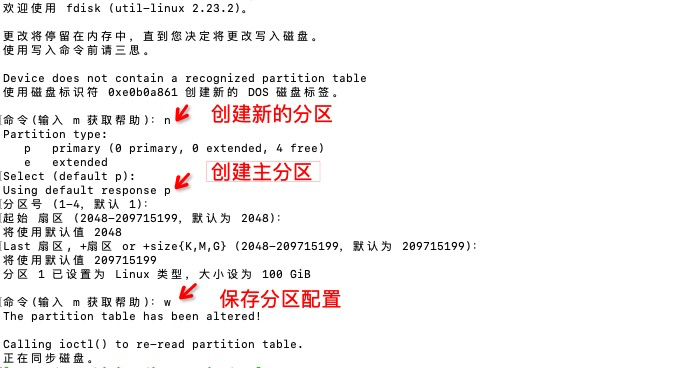 欢迎使用 fdisk (util-linux 2.23.2)。
更改将停留在内存中，直到您决定将更改写入磁盘。
使用写入命令前请三思。
Device does not contain a recognized partition table
使用磁盘标识符 0xe0b0a861 创建新的 DOS 磁盘标签。
命令(输入 m 获取帮助)：n 创建新的分区
Partition type:
p primary (0 primary, 0 extended, 4 free)
e extended
Select (default p): 创建主分区
Using default response p
分区号 (1-4，默认 1)：
起始 扇区 (2048-209715199，默认为 2048)：
将使用默认值 2048
Last 扇区, +扇区 or +size{K,M,G} (2048-209715199，默认为 209715199)：
将使用默认值 209715199
分区 1 已设置为 Linux 类型，大小设为 100 GiB
命令(输入 m 获取帮助)：w 保存分区配置
The partition table has been altered!
Calling ioctl() to re-read partition table.
正在同步磁盘。